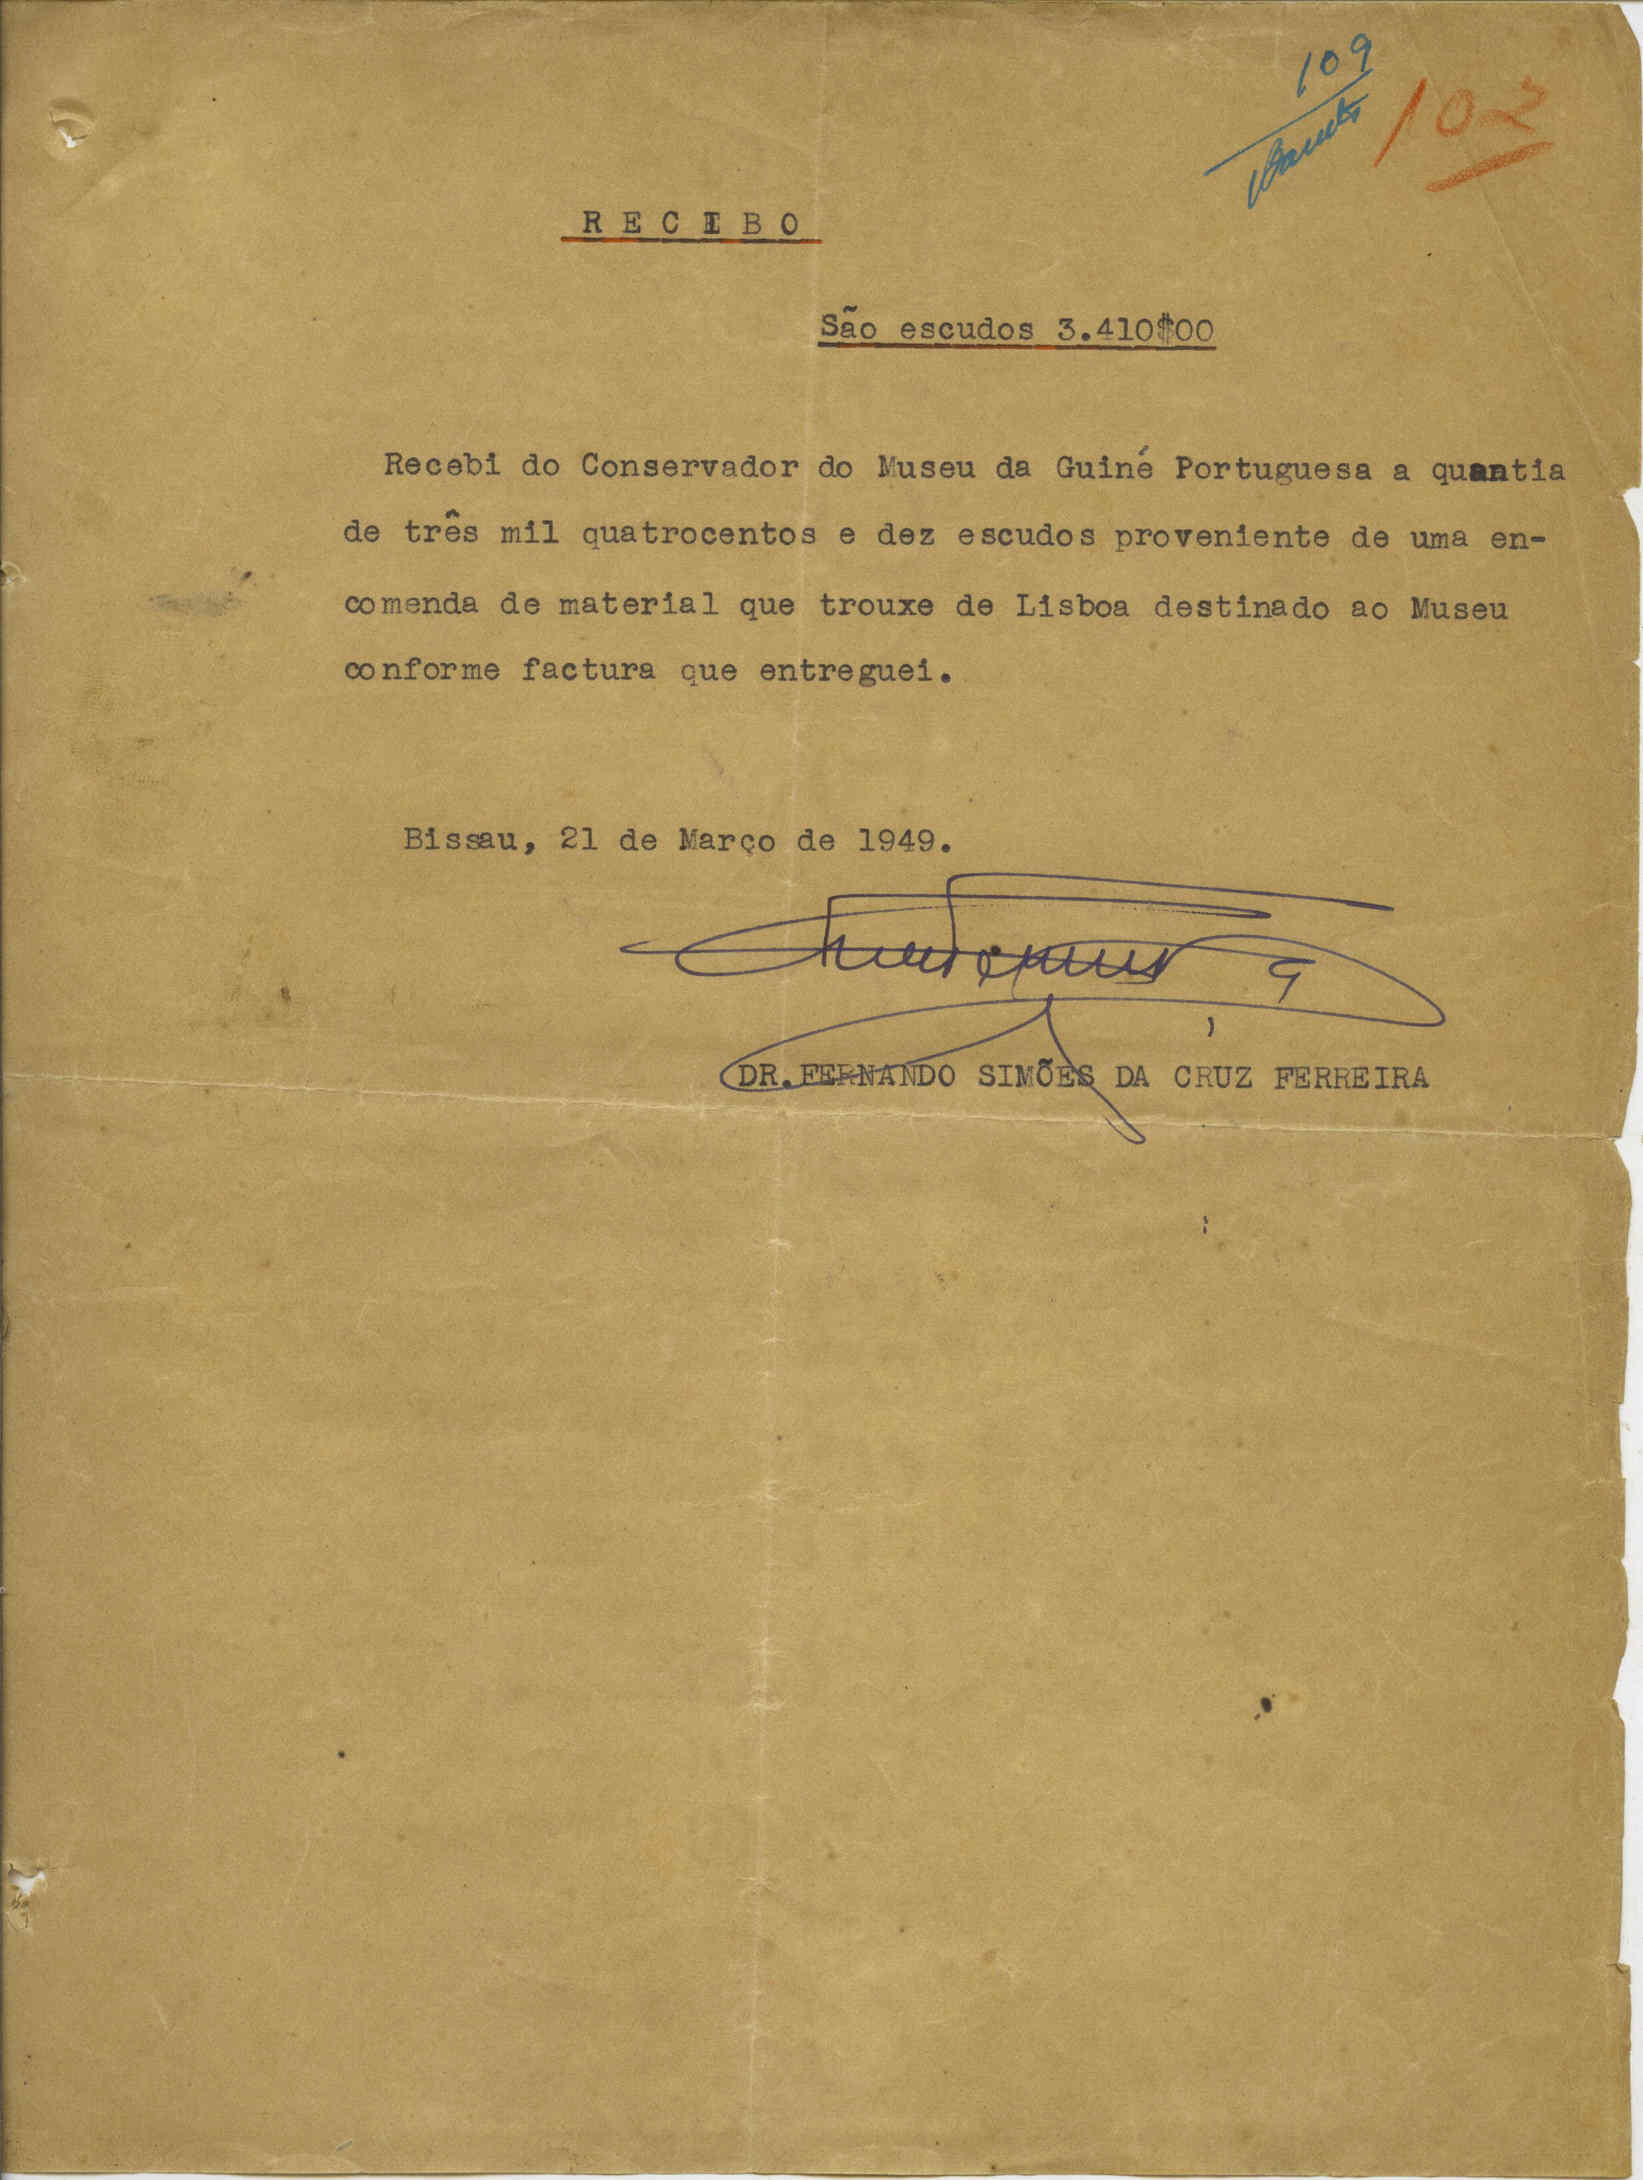 109
102
RECIBO
São escudos 3.410$00
Recebi do Conservador do Museu da Guiné Portuguesa a quantia
de três mil quatrocentos e dez escudos proveniente de uma en-
comenda de material que trouxe de Lisboa destinado ao Museu
conforme factura que entreguei.
Bissau, 21 de Março de 1949.
DR. FERNANDO SIMÕES DA CRUZ FERREIRA